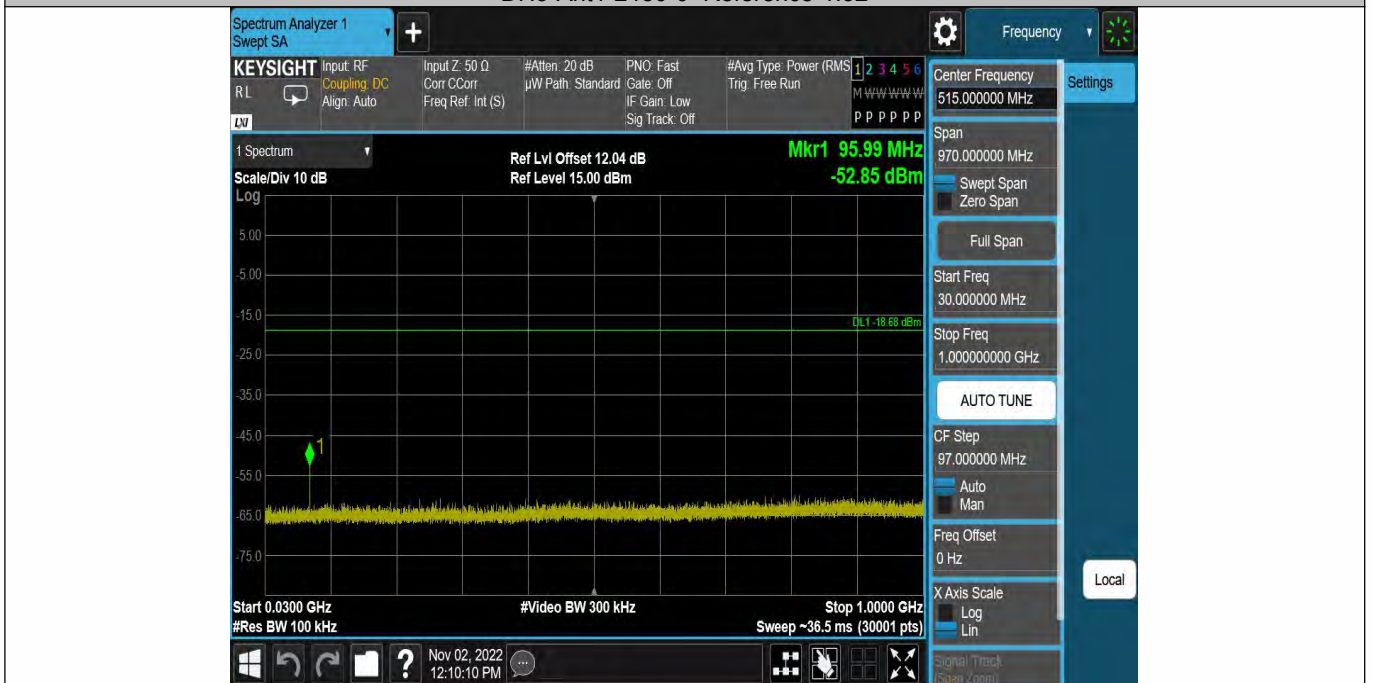 Spectrum Analyzer 1
Swept SA
+
Frequency
KEYSIGHT
RL
LXI
Input: RF
Coupling: DC
Align: Auto
Input Z: 50 Ω
Corr CCorr
Freq Ref: Int (S)
#Atten: 20 dB
µW Path: Standard
PNO: Fast
Gate: Off
IF Gain: Low
Sig Track: Off
#Avg Type: Power (RMS
Trig: Free Run
1 2 3 4 5 6
M W W W W W
P P P P P P
Center Frequency
515.000000 MHz
Settings
Span
970.000000 MHz
Swept Span
Zero Span
Full Span
Start Freq
30.000000 MHz
Stop Freq
1.000000000 GHz
AUTO TUNE
CF Step
97.000000 MHz
Auto
Man
Freq Offset
0 Hz
X Axis Scale
Log
Lin
Signal Track
(Span Zoom)
Local
1 Spectrum
Scale/Div 10 dB
Ref Lvl Offset 12.04 dB
Ref Level 15.00 dBm
Mkr1 95.99 MHz
-52.85 dBm
Log
5.00
-5.00
-15.0
DL1 -18.68 dBm
-25.0
-35.0
-45.0
1
-55.0
-65.0
-75.0
Start 0.0300 GHz
#Video BW 300 kHz
Stop 1.0000 GHz
#Res BW 100 kHz
Sweep ~36.5 ms (30001 pts)
?
Nov 02, 2022
12:10:10 PM